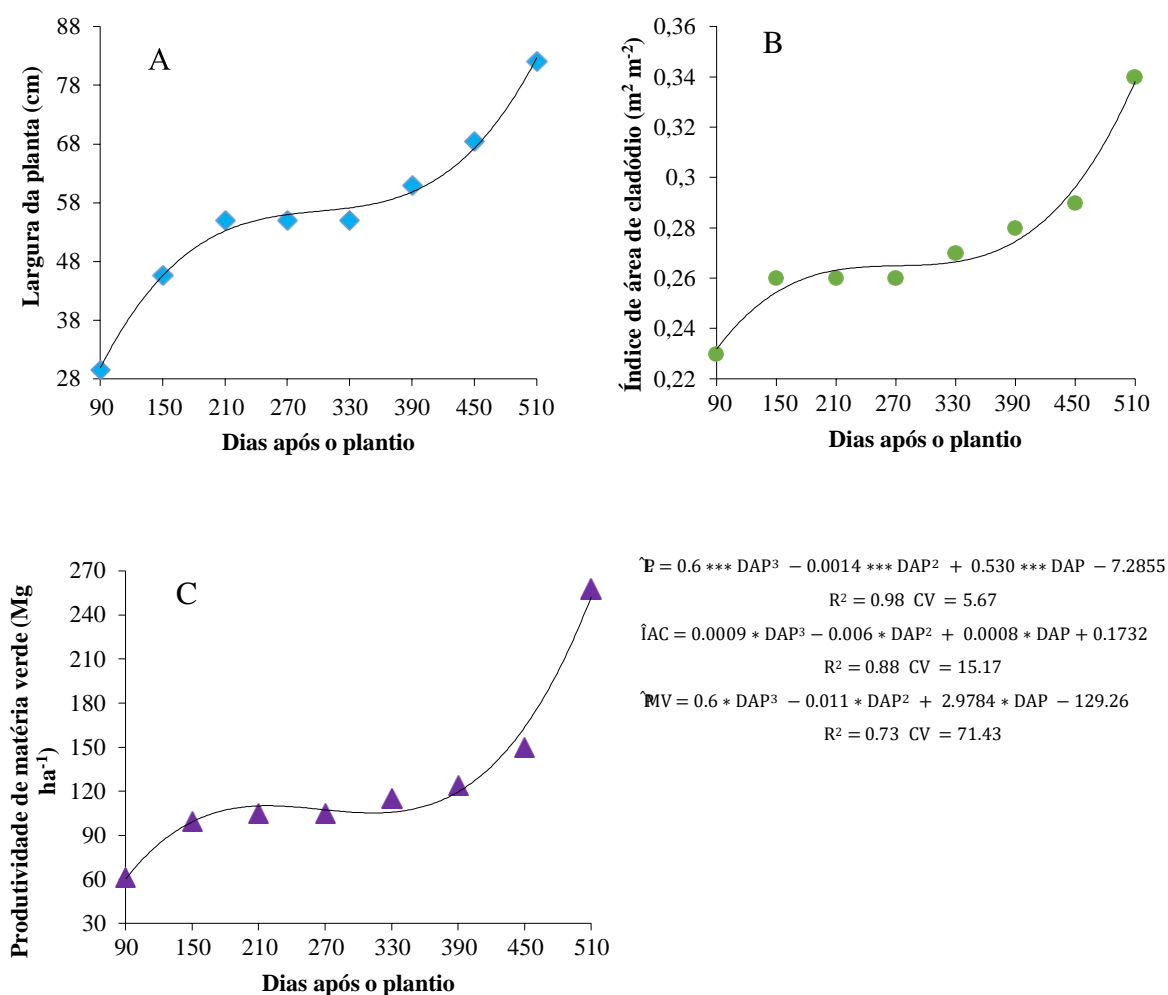 A
Largura da planta (cm)
88
78
68
58
48
38
28
90 150 210 270 330 390 450 510
Dias após o plantio
B
Índice de área de cladódio (m² m⁻²)
0,36
0,34
0,32
0,3
0,28
0,26
0,24
0,22
90 150 210 270 330 390 450 510
Dias após o plantio
C
Produtividade de matéria verde (Mg
ha⁻¹)
270
240
210
180
150
120
90
60
30
90 150 210 270 330 390 450 510
Dias após o plantio
= 0.6 *** DAP³ − 0.0014 *** DAP² + 0.530 *** DAP − 7.2855
R² = 0.98 CV = 5.67
ÎAC = 0.0009 * DAP³ − 0.006 * DAP² + 0.0008 * DAP + 0.1732
R² = 0.88 CV = 15.17
= 0.6 * DAP³ − 0.011 * DAP² + 2.9784 * DAP − 129.26
R² = 0.73 CV = 71.43